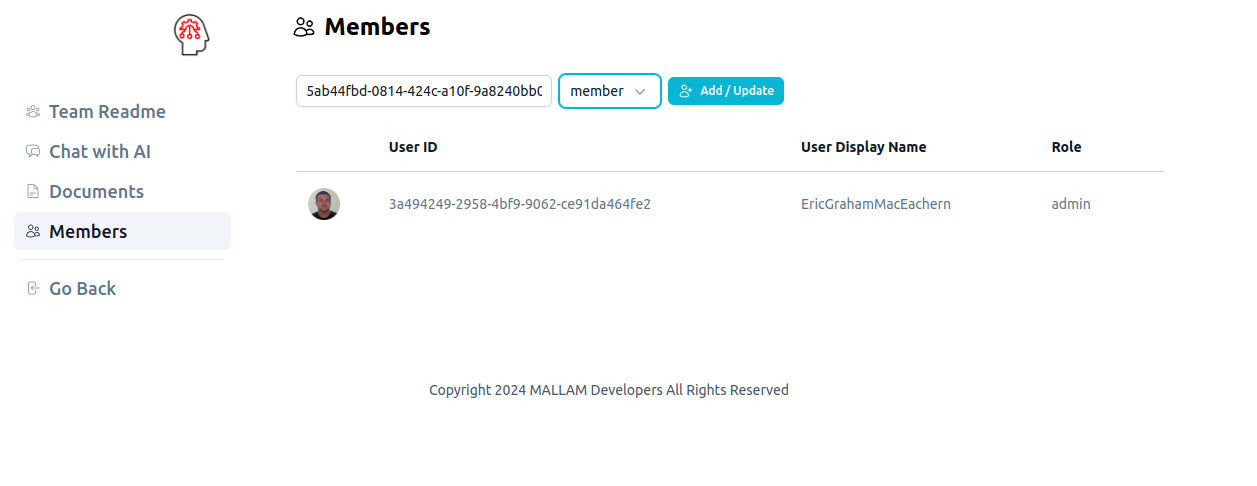 Members
5ab44fbd-0814-424c-a10f-9a8240bb0 member Add / Update
Team Readme
Chat with AI
Documents
Members
Go Back
User ID User Display Name Role
3a494249-2958-4bf9-9062-ce91da464fe2 EricGrahamMacEachern admin
Copyright 2024 MALLAM Developers All Rights Reserved